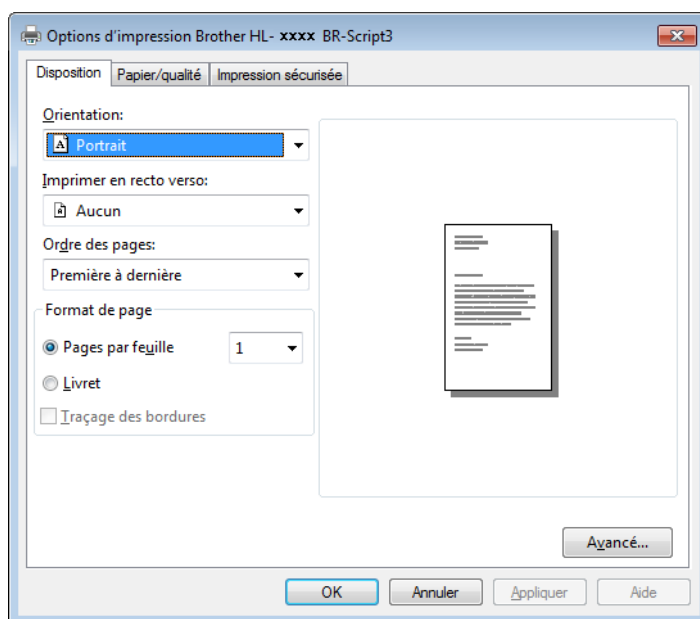 Options d'impression Brother HL- xxxx BR-Script3
Disposition Papier/qualité Impression sécurisée
Orientation:
Portrait
Imprimer en recto verso:
Aucun
Ordre des pages:
Première à dernière
Format de page
Pages par feuille 1
Livret
Traçage des bordures
Avancé...
OK Annuler Appliquer Aide